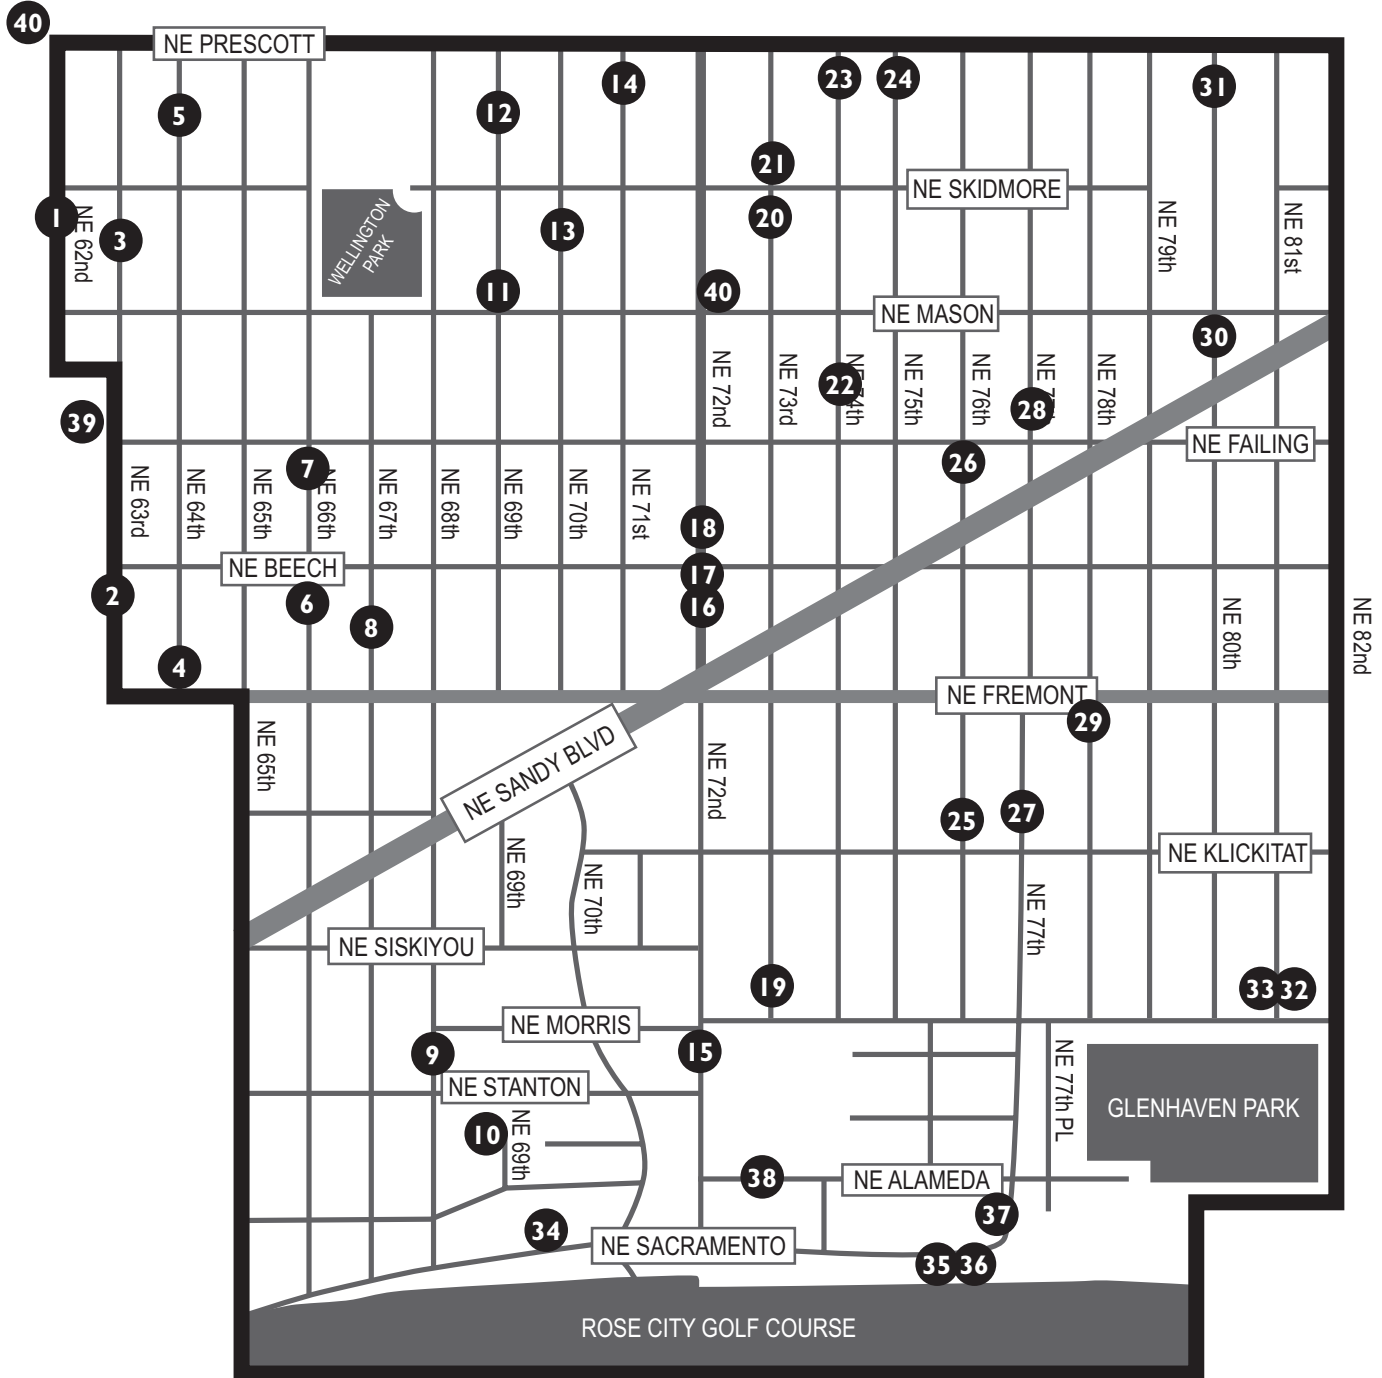 40
NE PRESCOTT
5
12
14
23
24
31
21
NE SKIDMORE
1
NE 62nd
3
WELLINGTON
PARK
13
20
NE 79th
NE 81st
11
40
NE MASON
30
39
NE 72nd
NE 73rd
22
NE 75th
NE 76th
28
NE 78th
NE FAILING
7
26
NE 63rd
NE 64th
NE 65th
NE 66th
NE 67th
NE 68th
NE 69th
NE 70th
NE 71st
18
NE BEECH
17
2
6
16
8
NE 80th
NE 82nd
4
NE FREMONT
29
NE 65th
NE SANDY BLVD
NE 72nd
25
27
NE 69th
NE 70th
NE KLICKITAT
NE SISKIYOU
NE 77th
19
33
32
NE MORRIS
9
15
NE STANTON
NE 77th PL
GLENHAVEN PARK
10
NE 69th
38
NE ALAMEDA
37
34
NE SACRAMENTO
35
36
ROSE CITY GOLF COURSE